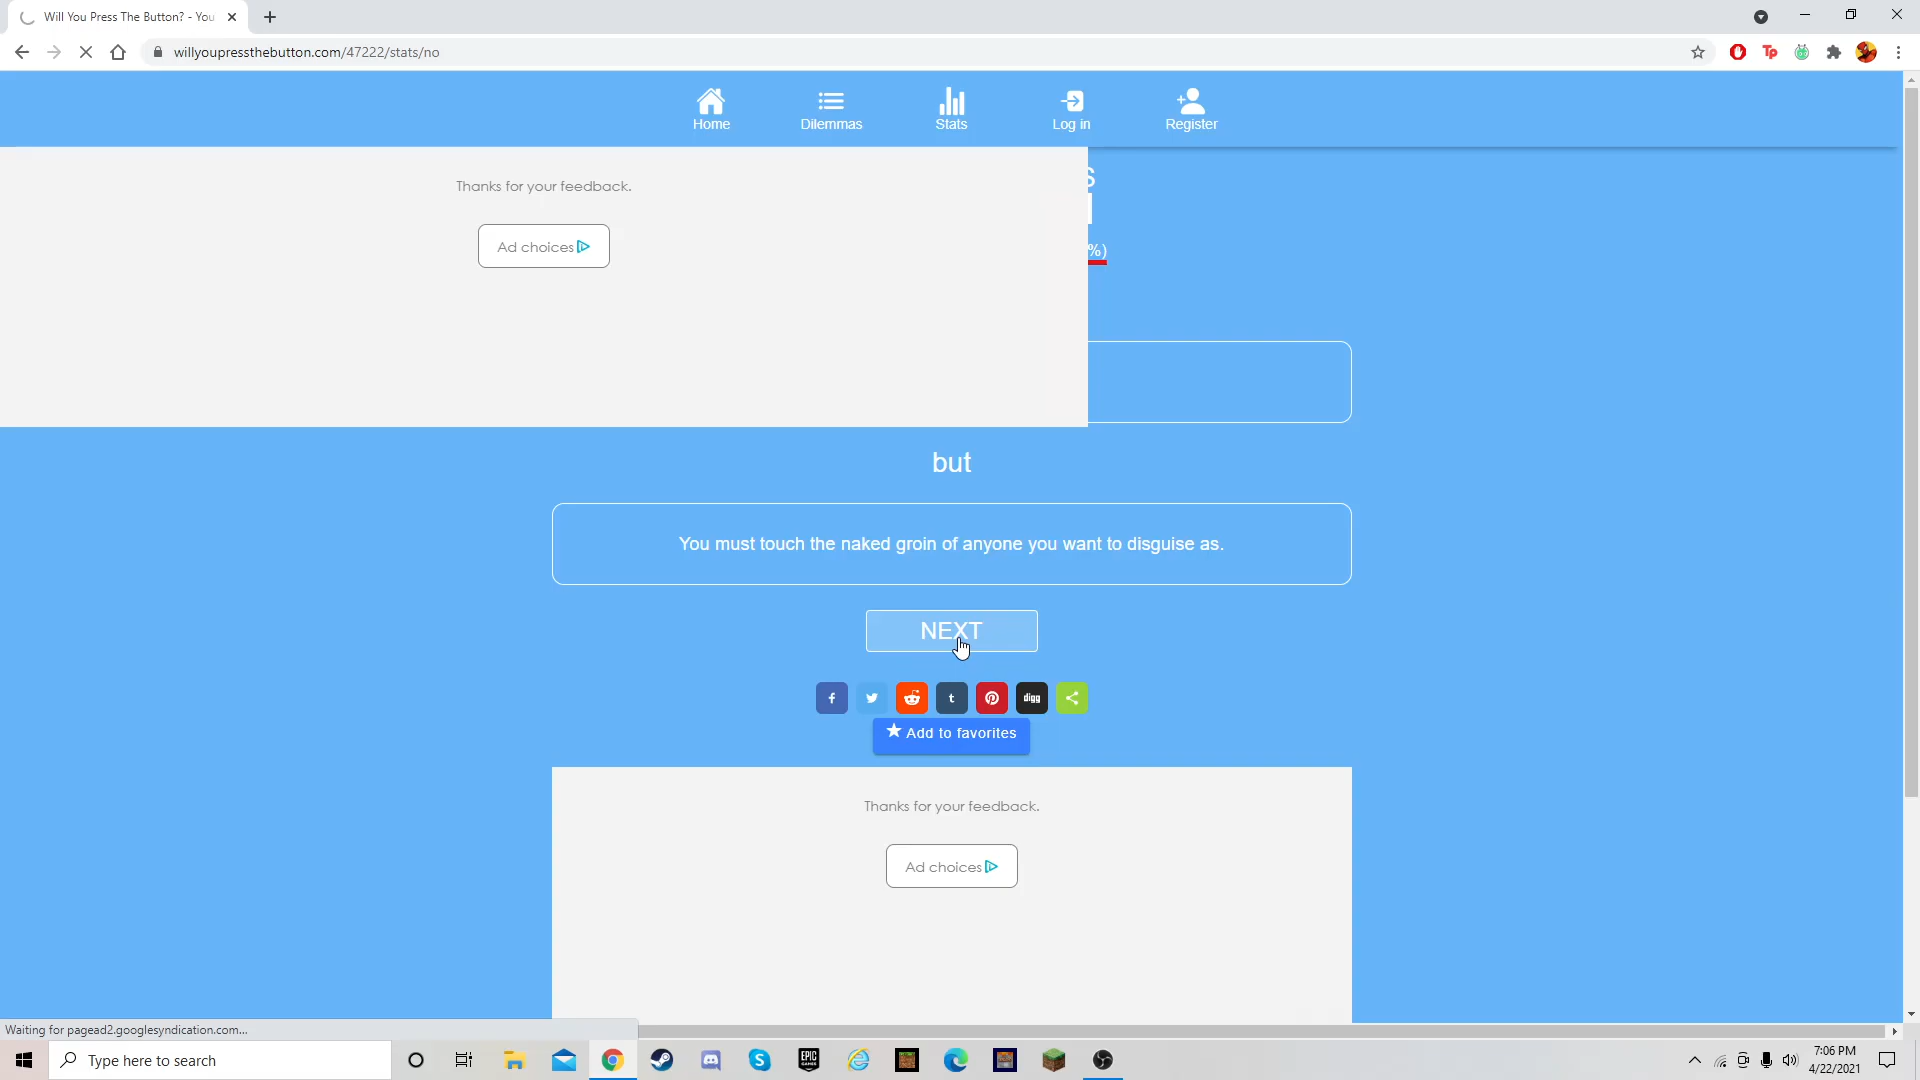 Will You Press The Button? - You
willyoupressthebutton.com/47222/stats/no
Home
Dilemmas
Stats
Log in
Register
Thanks for your feedback.
Ad choices
%)
but
You must touch the naked groin of anyone you want to disguise as.
NEXT
digg
Add to favorites
Thanks for your feedback.
Ad choices
Waiting for pagead2.googlesyndication.com...
Type here to search
EPIC GAMES
7:06 PM
4/22/2021